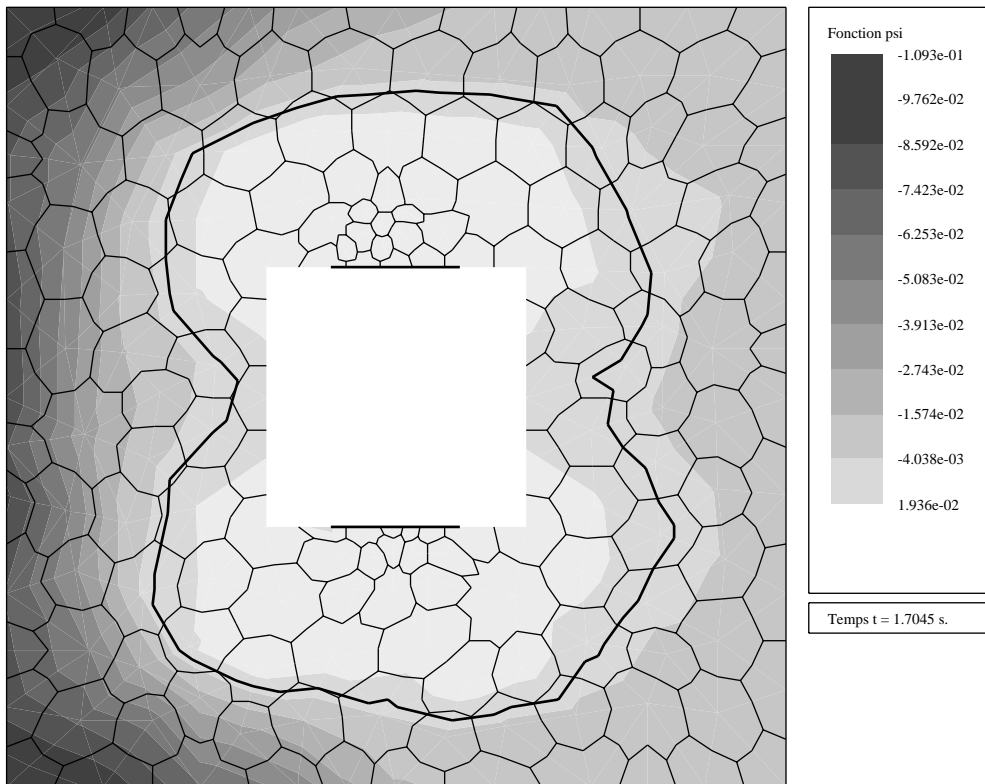 Fonction psi
-1.093e-01
-9.762e-02
-8.592e-02
-7.423e-02
-6.253e-02
-5.083e-02
-3.913e-02
-2.743e-02
-1.574e-02
-4.038e-03
1.936e-02
Temps t = 1.7045 s.